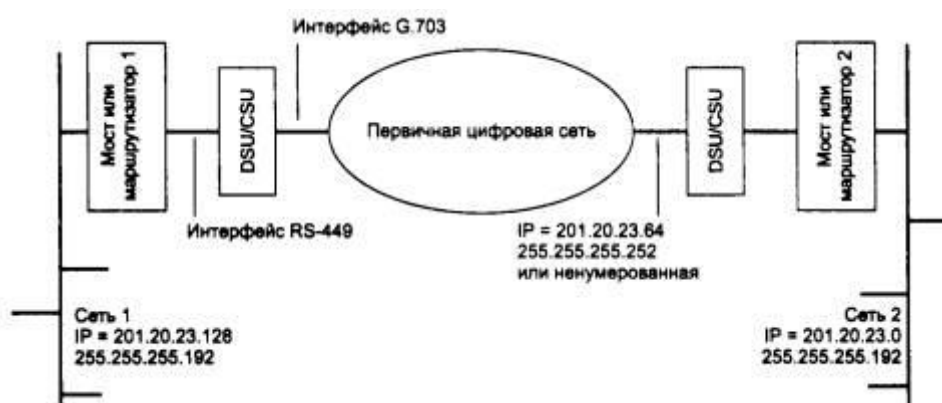 Интерфейс G.703
Мост или
маршрутизатор 1
DSU/CSU
Первичная цифровая сеть
DSU/CSU
Мост или
маршрутизатор 2
Интерфейс RS-449
IP = 201.20.23.64
255.255.255.252
или ненумерованная
Сеть 1
IP = 201.20.23.128
255.255.255.192
Сеть 2
IP = 201.20.23.0
255.255.255.192